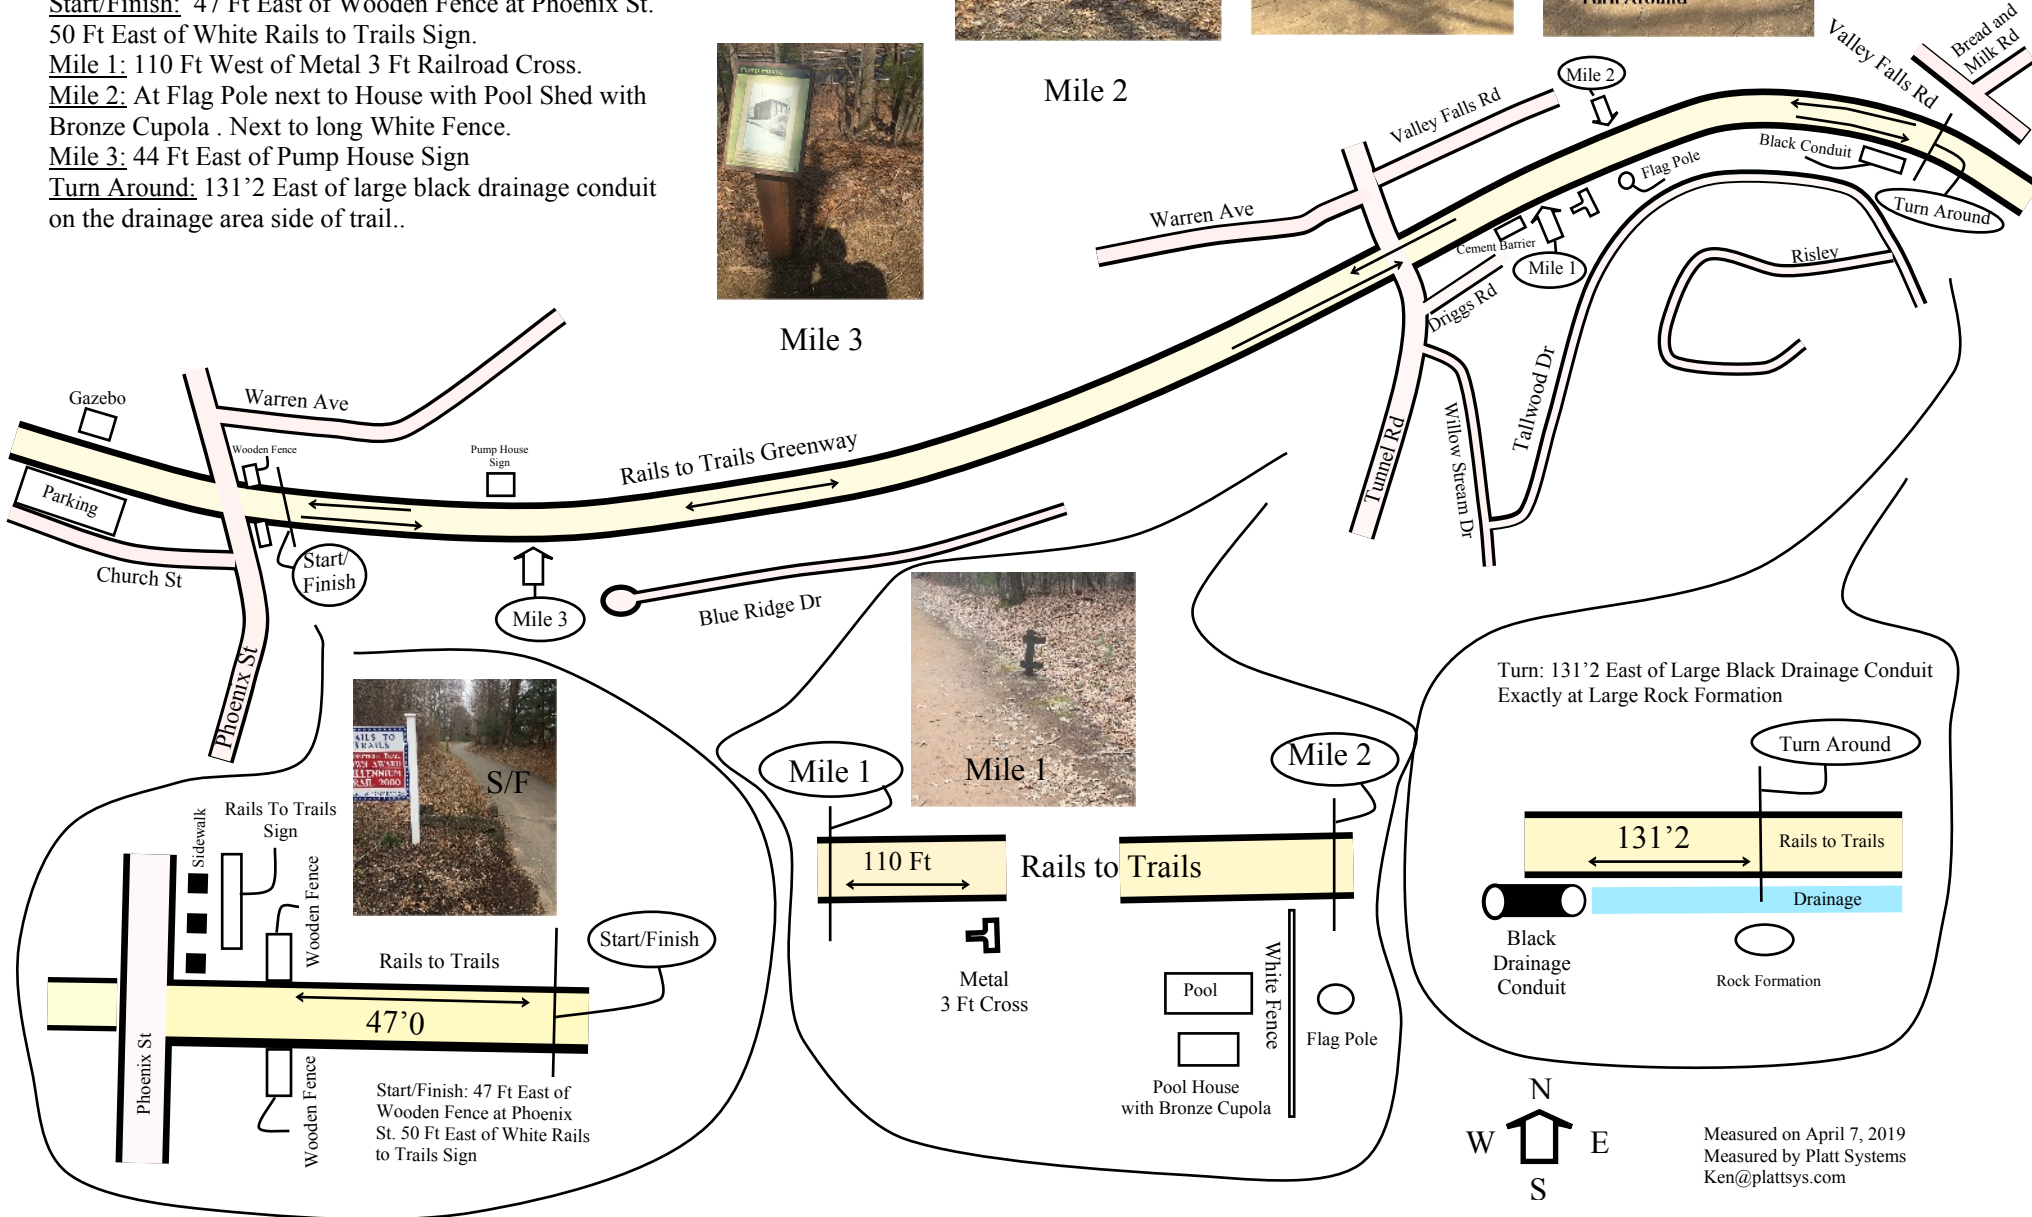 Start/Finish: 47 Ft East of Wooden Fence at Phoenix St.
50 Ft East of White Rails to Trails Sign.
Mile 1: 110 Ft West of Metal 3 Ft Railroad Cross.
Mile 2: At Flag Pole next to House with Pool Shed with
Bronze Cupola . Next to long White Fence.
Mile 3: 44 Ft East of Pump House Sign
Turn Around: 131’2 East of large black drainage conduit
on the drainage area side of trail..
Pump House
Mile 3
Mile 2
Turn Around
Valley Falls Rd
Bread and
Milk Rd
Mile 2
Valley Falls Rd
Black Conduit
Flag Pole
Turn Around
Warren Ave
Cement Barrier
Mile 1
Risley
Driggs Rd
Tallwood Dr
Willow Stream Dr
Tunnel Rd
Gazebo
Warren Ave
Wooden Fence
Pump House
Sign
Rails to Trails Greenway
Parking
Church St
Start/
Finish
Mile 3
Blue Ridge Dr
Phoenix St
AILS TO
TRAILS
OWN AWARD
LLENNIUM
RAIL 2000
S/F
Sidewalk
Rails To Trails
Sign
Wooden Fence
Rails to Trails
Start/Finish
47’0
Phoenix St
Wooden Fence
Start/Finish: 47 Ft East of
Wooden Fence at Phoenix
St. 50 Ft East of White Rails
to Trails Sign
Mile 1
Mile 1
Mile 2
110 Ft
Rails to Trails
Metal
3 Ft Cross
Pool
White Fence
Flag Pole
Pool House
with Bronze Cupola
Turn: 131’2 East of Large Black Drainage Conduit
Exactly at Large Rock Formation
Turn Around
131’2
Rails to Trails
Drainage
Black
Drainage
Conduit
Rock Formation
N
W E
S
Measured on April 7, 2019
Measured by Platt Systems
Ken@plattsys.com